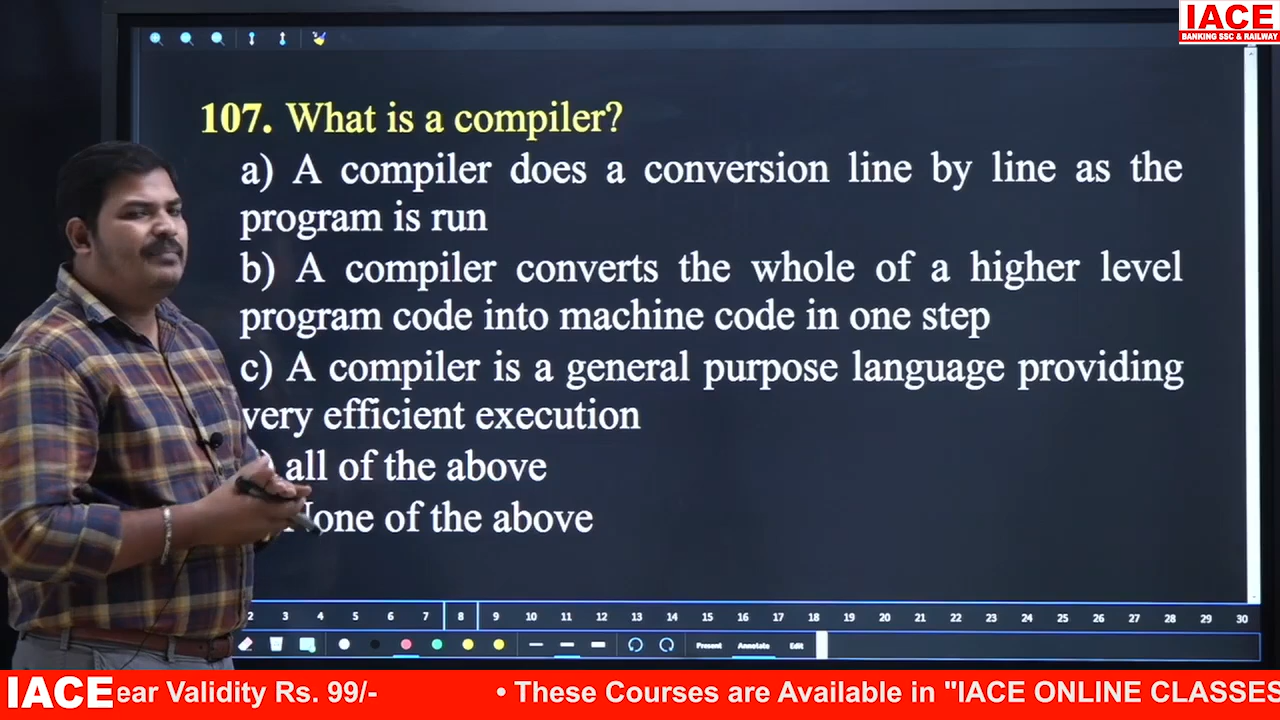 IACE
BANKING SSC & RAILWAY
107. What is a compiler?
a) A compiler does a conversion line by line as the
program is run
b) A compiler converts the whole of a higher level
program code into machine code in one step
c) A compiler is a general purpose language providing
very efficient execution
) all of the above
None of the above
2 3 4 5 6 7 8 9 10 11 12 13 14 15 16 17 18 19 20 21 22 23 24 25 26 27 28 29 30
Present Annotate Edit
IACE ear Validity Rs. 99/- • These Courses are Available in "IACE ONLINE CLASSES